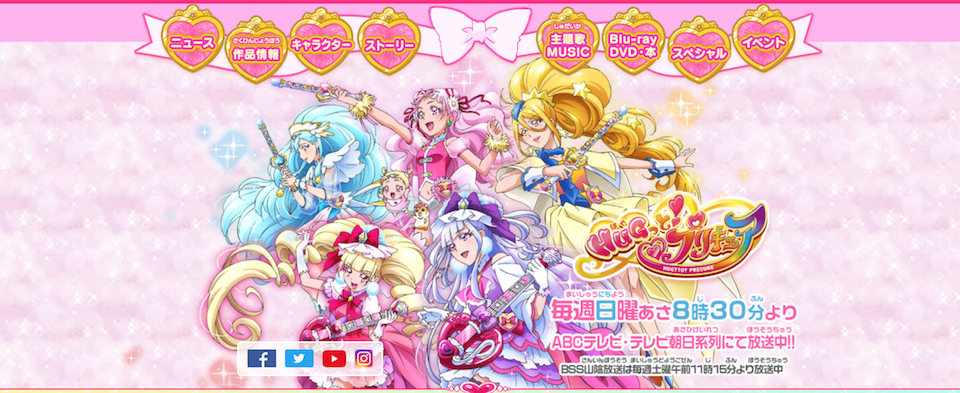 ニュース
さくひんじょうほう
作品情報
キャラクター
ストーリー
しゅだいか
主題歌
MUSIC
Blu-ray
DVD・本
スペシャル
イベント
HUGっと!
プリキュア
HUGTTO! PRECURE
まいしゅうにちよう じ ふん
毎週日曜あさ8時30分より
あさひけいれつ ほうそうちゅう
ABCテレビ・テレビ朝日系列にて放送中!!
さんいんほうそう まいしゅうどようごぜん じ ふん ほうそうちゅう
BSS山陰放送は毎週土曜午前11時15分より放送中